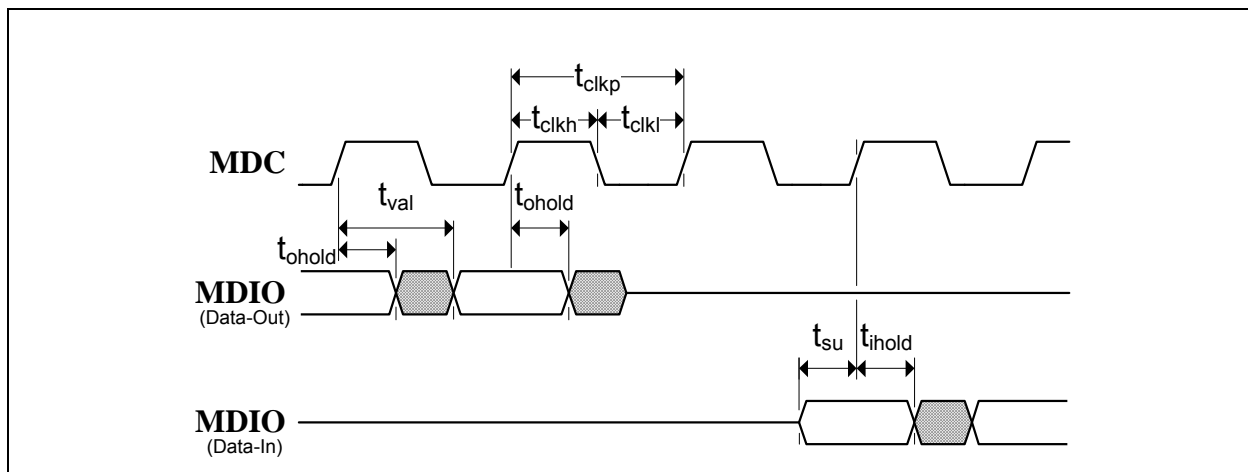 tclkp
tclkh tclkl
MDC
tval
tohold
tohold
MDIO
(Data-Out)
tsu tihold
MDIO
(Data-In)